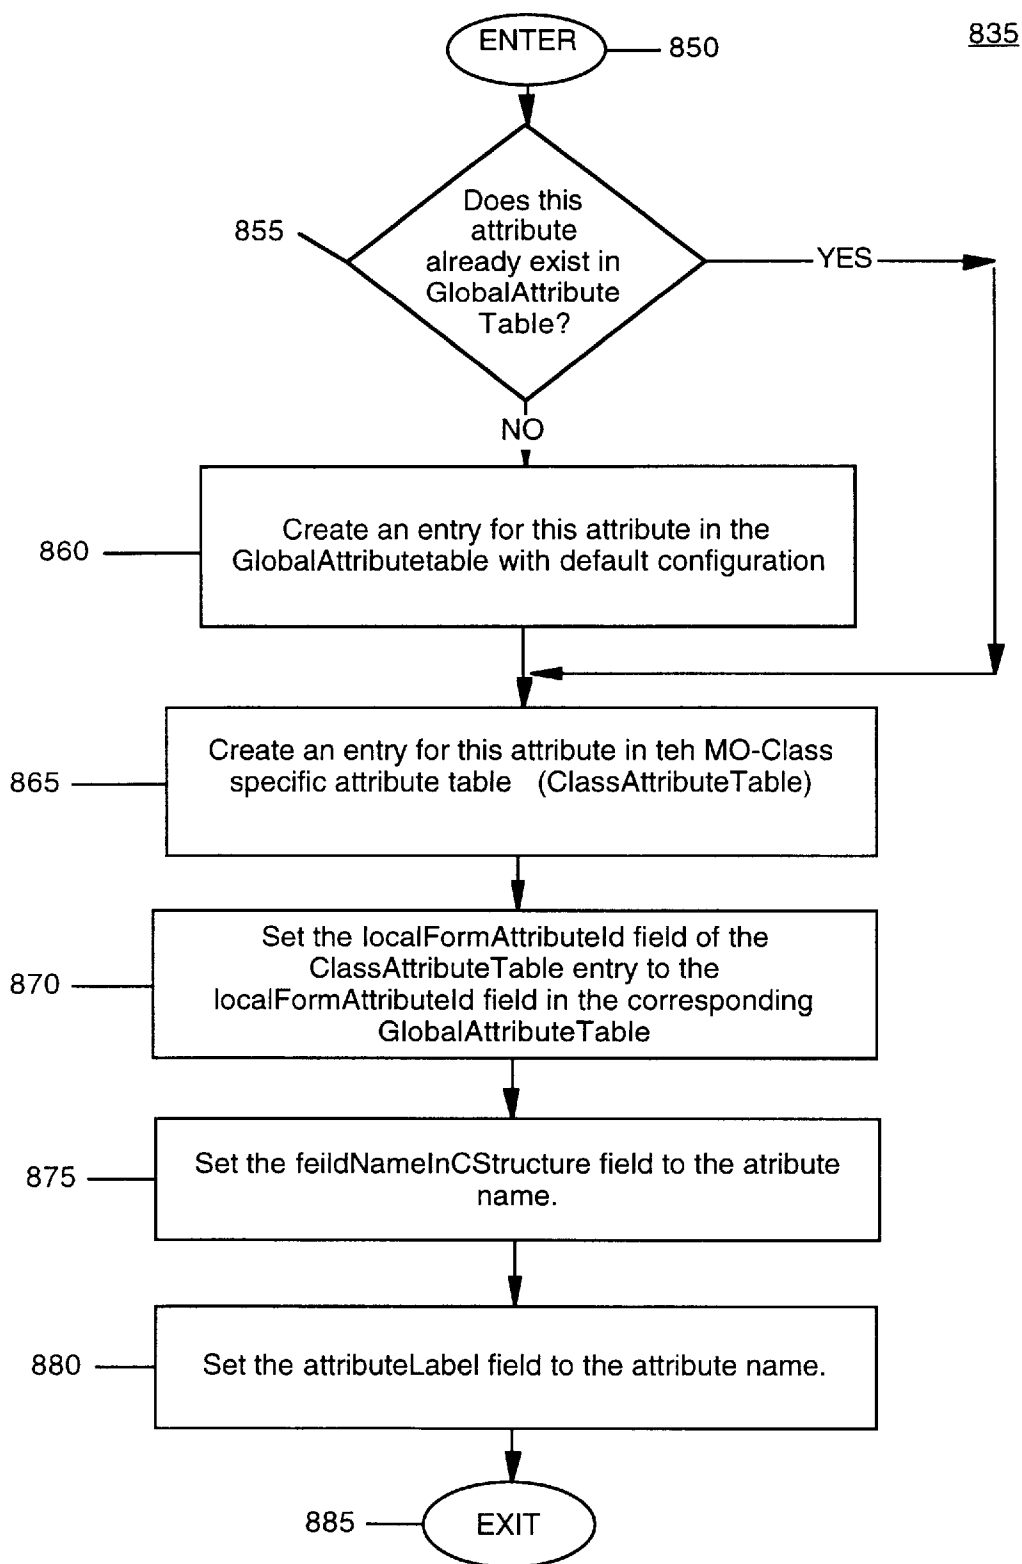 835
ENTER
850
Does this
attribute
already exist in
GlobalAttribute
Table?
855
YES
NO
Create an entry for this attribute in the
GlobalAttributetable with default configuration
860
Create an entry for this attribute in teh MO-Class
specific attribute table (ClassAttributeTable)
865
Set the localFormAttributeId field of the
ClassAttributeTable entry to the
localFormAttributeId field in the corresponding
GlobalAttributeTable
870
Set the feildNameInCStructure field to the atribute
name.
875
Set the attributeLabel field to the attribute name.
880
EXIT
885